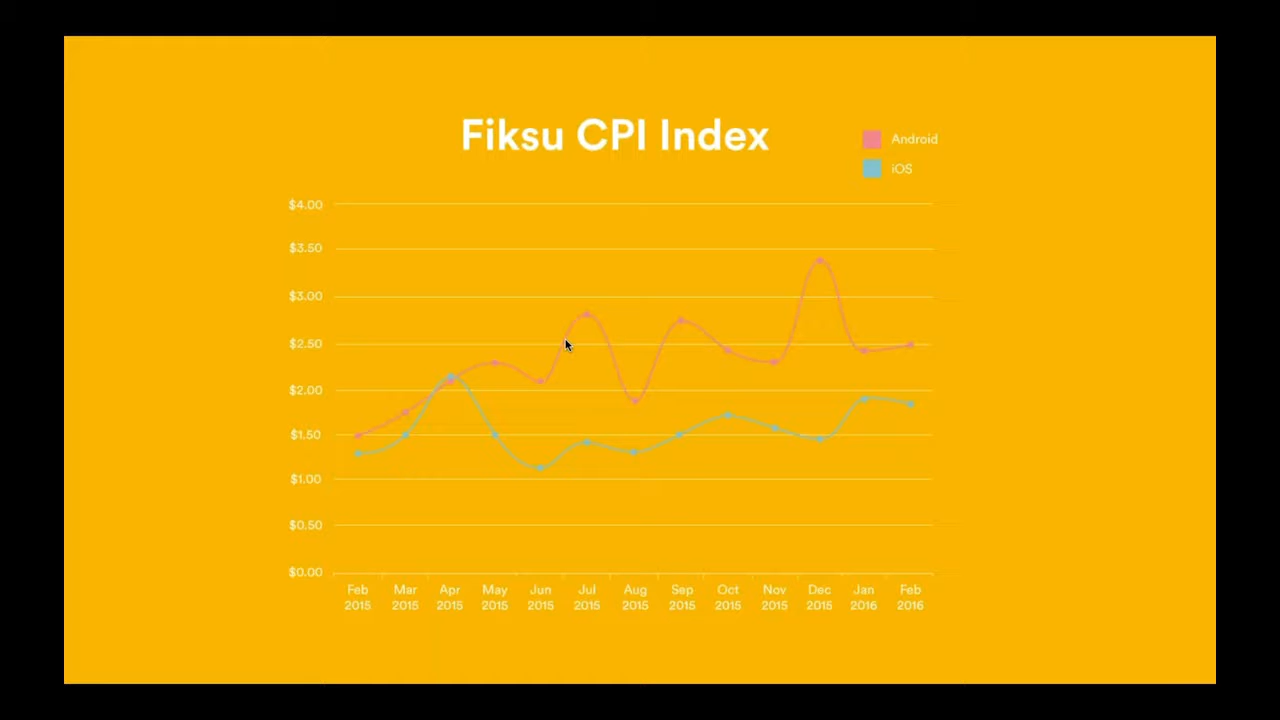 Fiksu CPI Index
Android
iOS
$4.00
$3.50
$3.00
$2.50
$2.00
$1.50
$1.00
$0.50
$0.00
Feb Mar Apr May Jun Jul Aug Sep Oct Nov Dec Jan Feb
2015 2015 2015 2015 2015 2015 2015 2015 2015 2015 2015 2016 2016